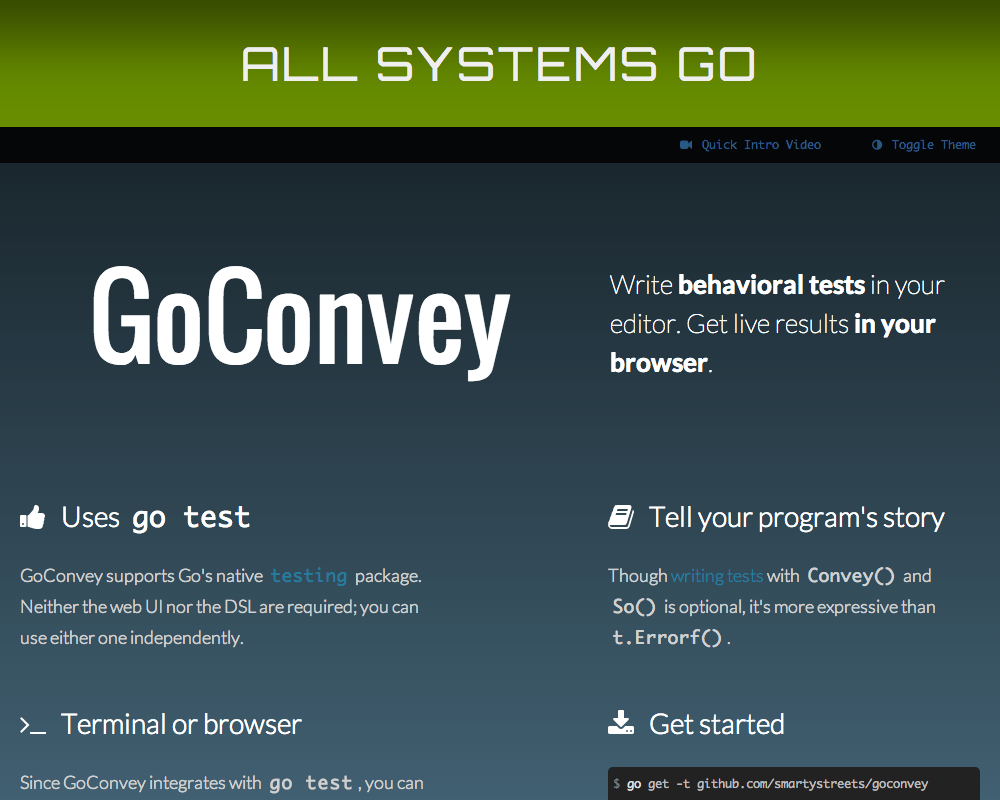 ALL SYSTEMS GO
Quick Intro Video
Toggle Theme
GoConvey
Write behavioral tests in your
editor. Get live results in your
browser.
Uses go test
GoConvey supports Go's native testing package.
Neither the web UI nor the DSL are required; you can
use either one independently.
Tell your program's story
Though writing tests with Convey() and
So() is optional, it's more expressive than
t.Errorf().
>_ Terminal or browser
Since GoConvey integrates with go test, you can
Get started
$ go get -t github.com/smartystreets/goconvey